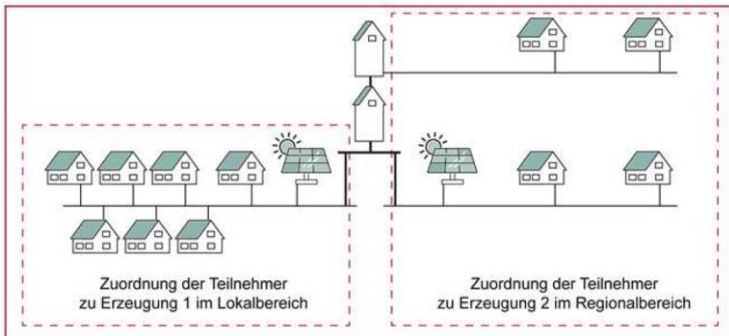 Zuordnung der Teilnehmer
zu Erzeugung 1 im Lokalbereich
Zuordnung der Teilnehmer
zu Erzeugung 2 im Regionalbereich